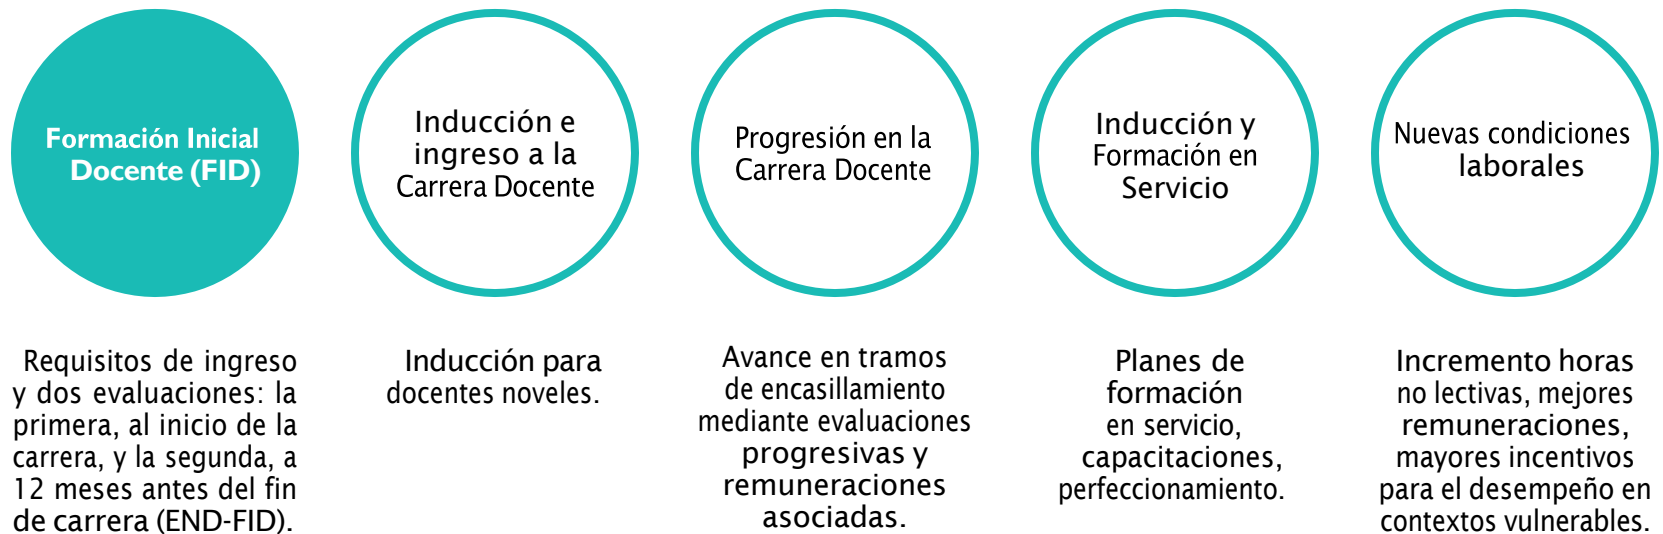 Formación Inicial
Docente (FID)
Inducción e
ingreso a la
Carrera Docente
Progresión en la
Carrera Docente
Inducción y
Formación en
Servicio
Nuevas condiciones
laborales
Requisitos de ingreso
y dos evaluaciones: la
primera, al inicio de la
carrera, y la segunda, a
12 meses antes del fin
de carrera (END-FID).
Inducción para
docentes noveles.
Avance en tramos
de encasillamiento
mediante evaluaciones
progresivas y
remuneraciones
asociadas.
Planes de
formación
en servicio,
capacitaciones,
perfeccionamiento.
Incremento horas
no lectivas, mejores
remuneraciones,
mayores incentivos
para el desempeño en
contextos vulnerables.